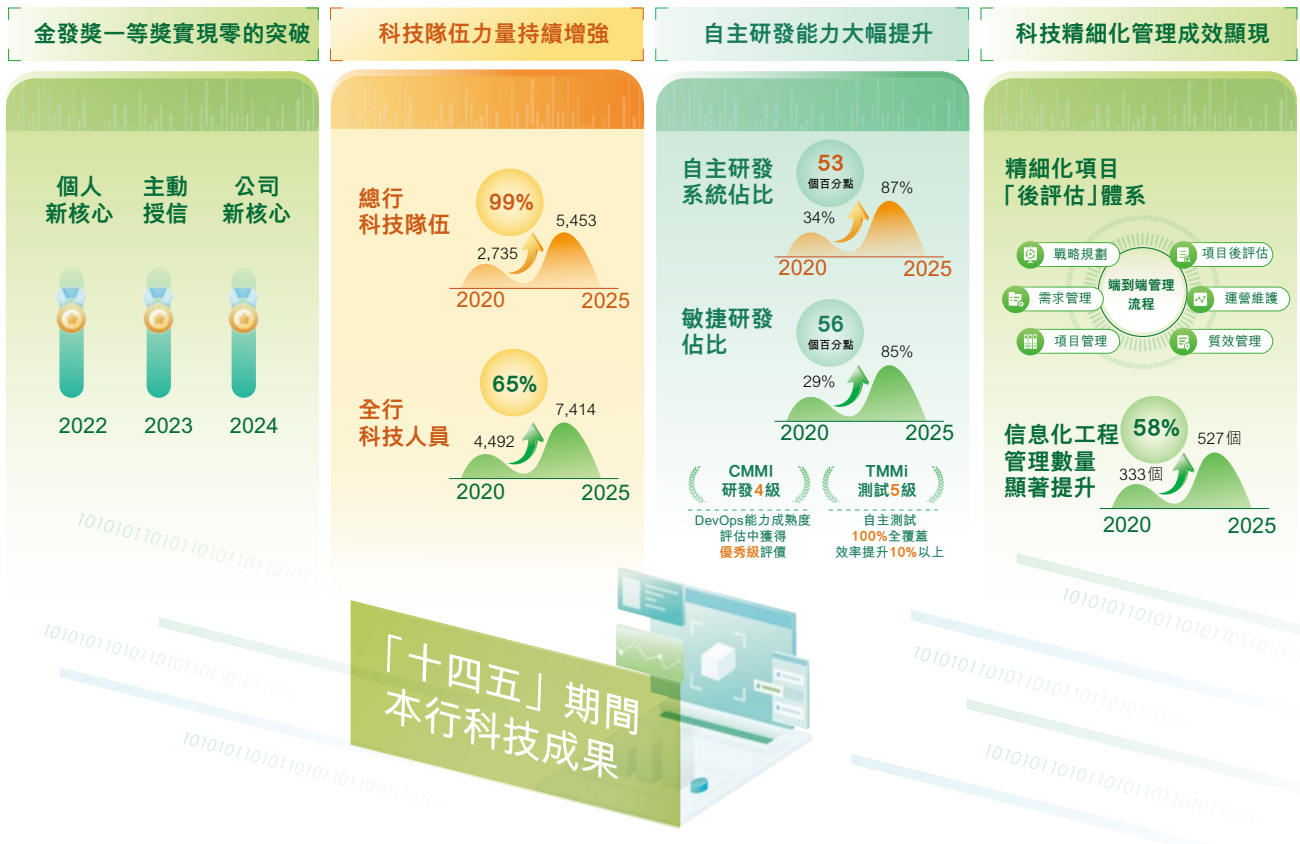 金發獎一等獎實現零的突破
個人
新核心
主動
授信
公司
新核心
2022
2023
2024
科技隊伍力量持續增強
總行
科技隊伍
99%
2,735
5,453
2020
2025
全行
科技人員
65%
4,492
7,414
2020
2025
自主研發能力大幅提升
自主研發
系統佔比
53
個百分點
34%
87%
2020
2025
敏捷研發
佔比
56
個百分點
29%
85%
2020
2025
CMMI
研發4級
DevOps能力成熟度
評估中獲得
優秀級評價
TMMi
測試5級
自主測試
100%全覆蓋
效率提升10%以上
科技精細化管理成效顯現
精細化項目
「後評估」體系
戰略規劃
需求管理
項目管理
端到端管理
流程
項目後評估
運營維護
質效管理
信息化工程
管理數量
顯著提升
58%
333個
527個
2020
2025
「十四五」期間
本行科技成果